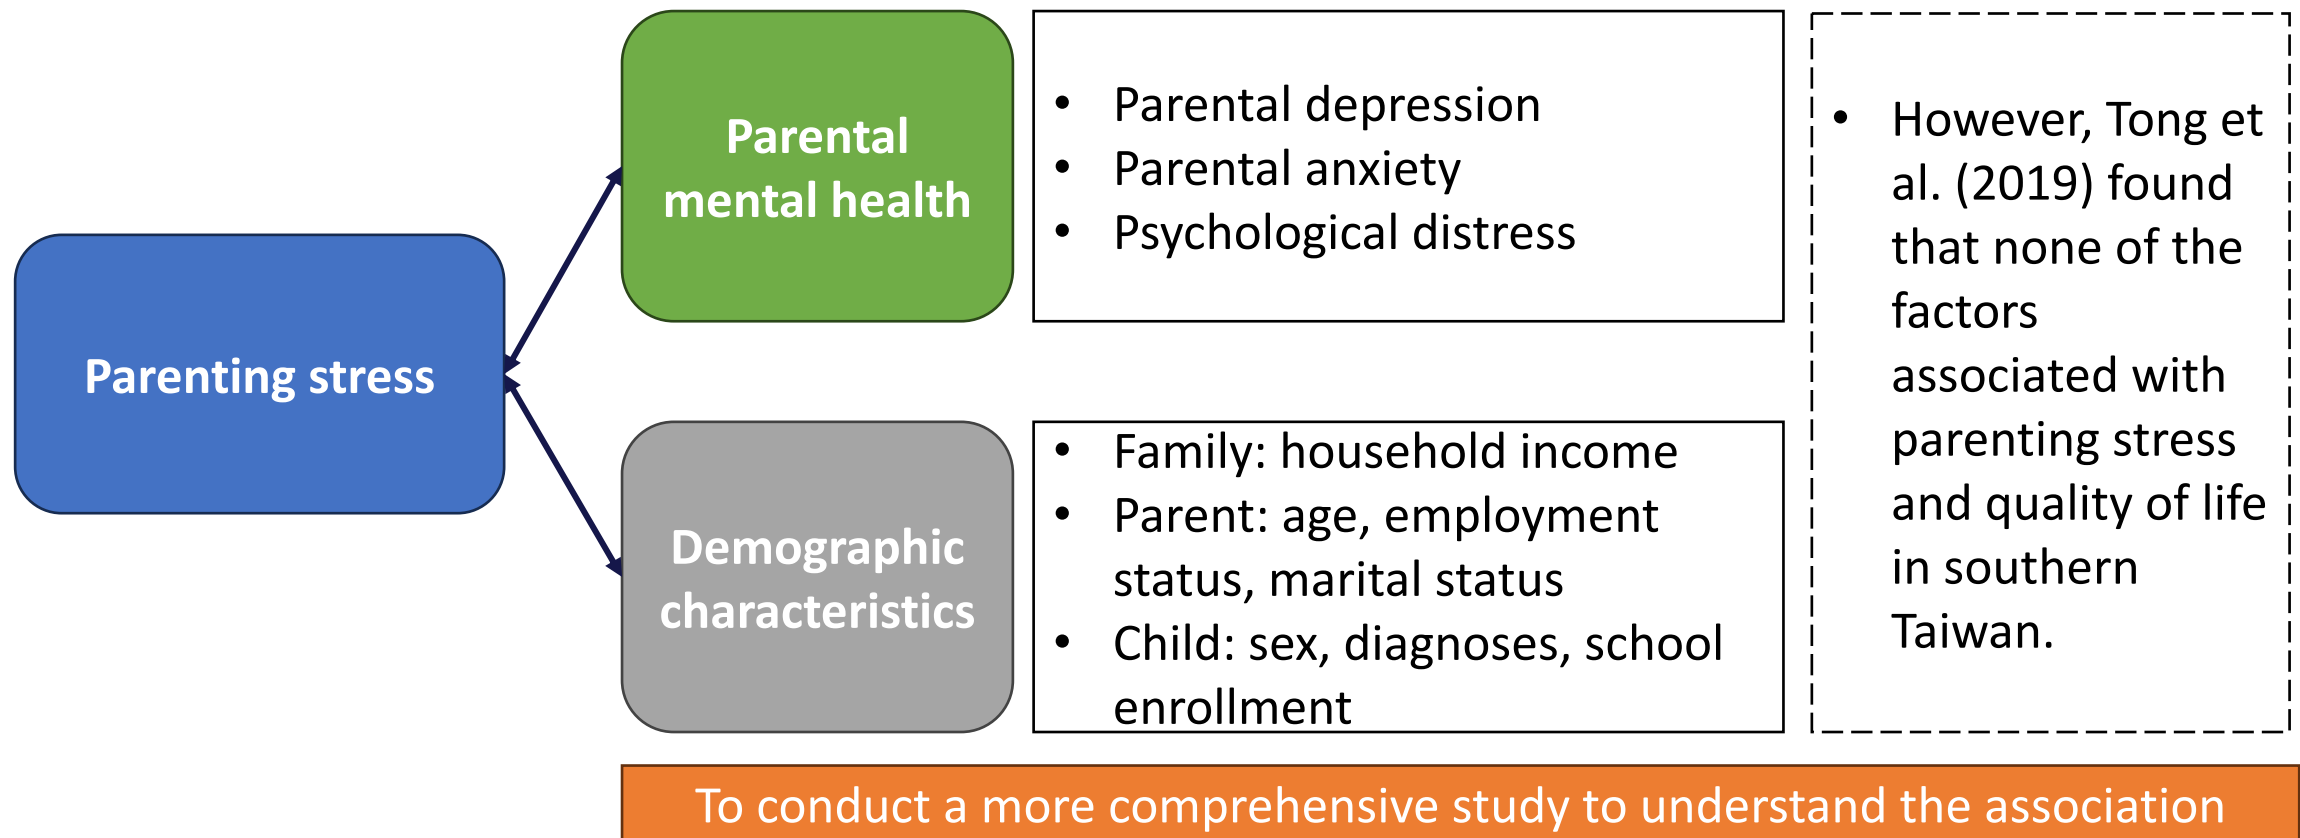 Parenting stress
Parental
mental health
• Parental depression
• Parental anxiety
• Psychological distress
Demographic
characteristics
• Family: household income
• Parent: age, employment
status, marital status
• Child: sex, diagnoses, school
enrollment
• However, Tong et
al. (2019) found
that none of the
factors
associated with
parenting stress
and quality of life
in southern
Taiwan.
To conduct a more comprehensive study to understand the association